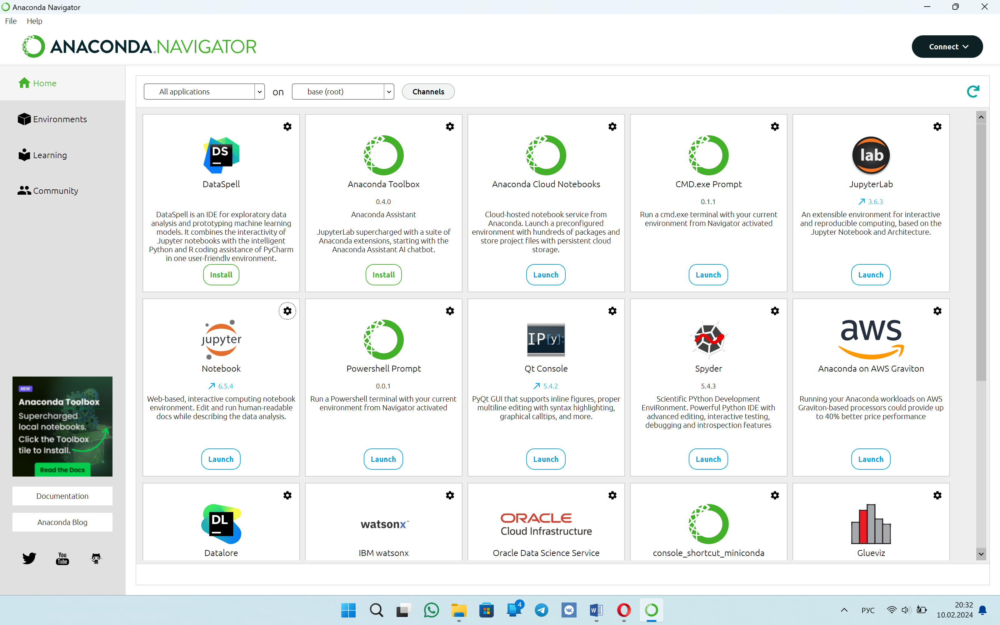 Anaconda Navigator
File Help
ANACONDA.NAVIGATOR
Connect
Home
Environments
Learning
Community
All applications on base (root) Channels
DataSpell
DataSpell is an IDE for exploratory data
analysis and prototyping machine learning
models. It combines the interactivity of
Jupyter notebooks with the intelligent
Python and R coding assistance of PyCharm
in one user-friendly environment.
Install
DS
Anaconda Toolbox
0.4.0
Anaconda Assistant
JupyterLab supercharged with a suite of
Anaconda extensions, starting with the
Anaconda Assistant AI chatbot.
Install
Anaconda Cloud Notebooks
Cloud-hosted notebook service from
Anaconda. Launch a preconfigured
environment with hundreds of packages and
store project files with persistent cloud
storage.
Launch
CMD.exe Prompt
0.1.1
Run a cmd.exe terminal with your current
environment from Navigator activated
Launch
lab
JupyterLab
3.6.3
An extensible environment for interactive
and reproducible computing, based on the
Jupyter Notebook and Architecture.
Launch
jupyter
Notebook
6.5.4
Web-based, interactive computing notebook
environment. Edit and run human-readable
docs while describing the data analysis.
Launch
Powershell Prompt
0.0.1
Run a Powershell terminal with your current
environment from Navigator activated
Launch
IP[y]:
Qt Console
5.4.2
PyQt GUI that supports inline figures, proper
multiline editing with syntax highlighting,
graphical calltips, and more.
Launch
Spyder
5.4.3
Scientific PYthon Development
EnviRonment. Powerful Python IDE with
advanced editing, interactive testing,
debugging and introspection features
Launch
aws
Anaconda on AWS Graviton
Running your Anaconda workloads on AWS
Graviton-based processors could provide up
to 40% better price performance
Launch
DL
Datalore
watsonx™
IBM watsonx
ORACLE
Cloud Infrastructure
Oracle Data Science Service
console_shortcut_miniconda
Glueviz
NEW
Anaconda Toolbox
Supercharged
local notebooks.
Click the Toolbox
tile to Install.
Read the Docs
Documentation
Anaconda Blog
You
Tube
4
W
РУС
20:32
10.02.2024